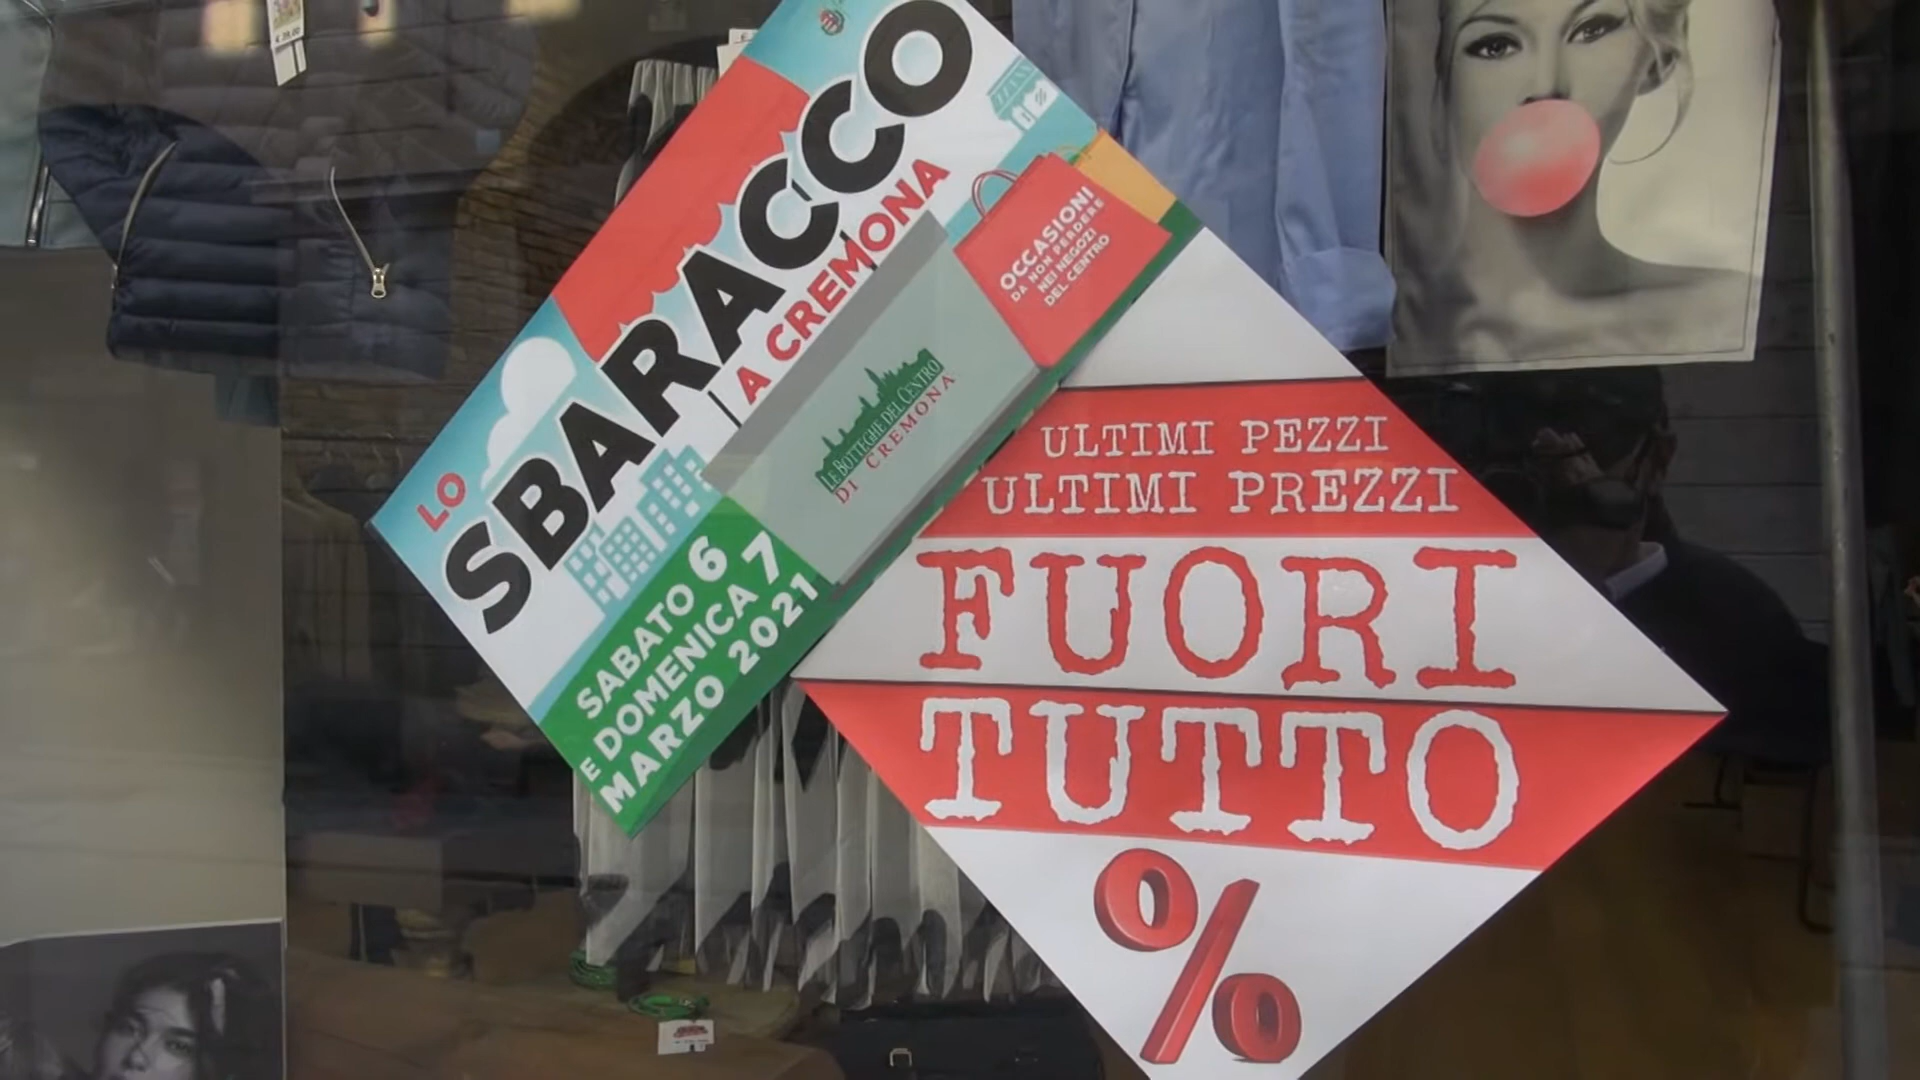 LO
SBARACCO
A CREMONA
OCCASIONI
DA NON PERDERE
NEI NEGOZI
DEL CENTRO
LE BOTTEGHE DEL CENTRO
DI CREMONA
SABATO 6
E DOMENICA 7
MARZO 2021
ULTIMI PEZZI
ULTIMI PREZZI
FUORI
TUTTO
%